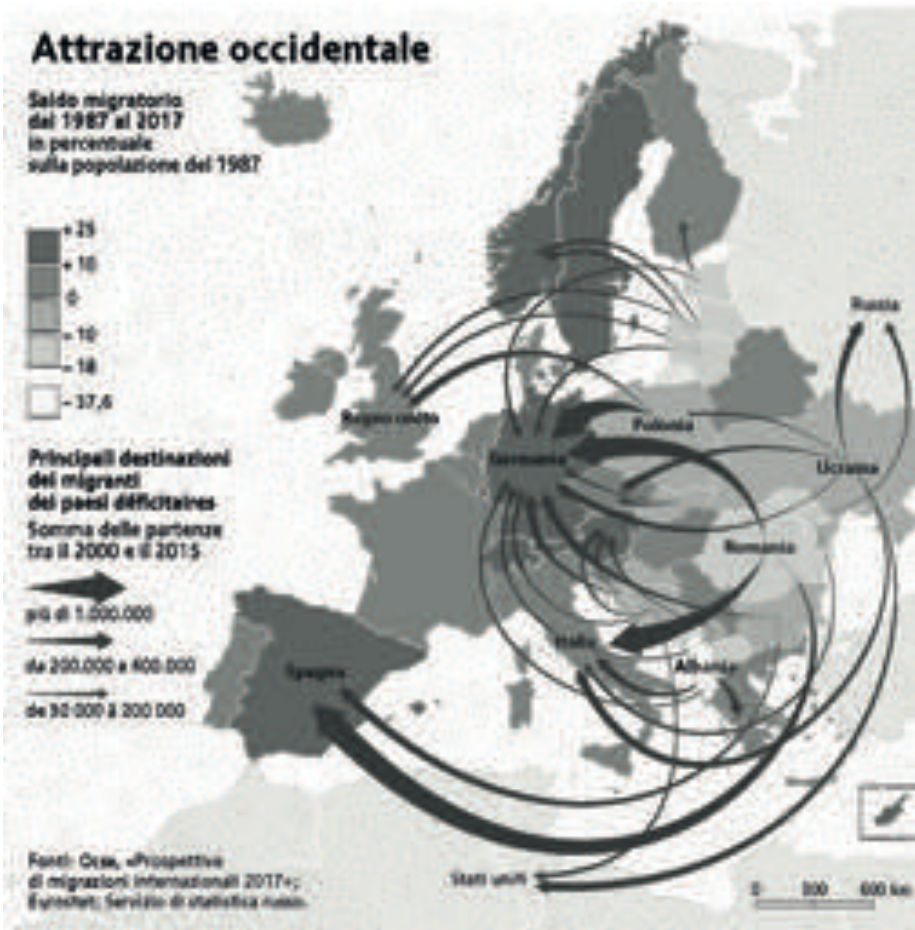 Attrazione occidentale
Saldo migratorio
dal 1987 al 2017
in percentuale
sulla popolazione del 1987
+ 25
+ 10
0
- 10
- 18
- 37,6
Principali destinazioni
dei migranti
dei paesi déficitaires
Somma delle partenze
tra il 2000 e il 2015
più di 1.000.000
da 200.000 a 600.000
de 50 000 à 200 000
Russia
Regno unito
Polonia
Germania
Ucraina
Romania
Italia
Albania
Spagna
Stati uniti
0 300 600 km
Fonti: Ocse, «Prospettive
di migrazioni internazionali 2017»;
Eurostat; Servizio di statistica russo.